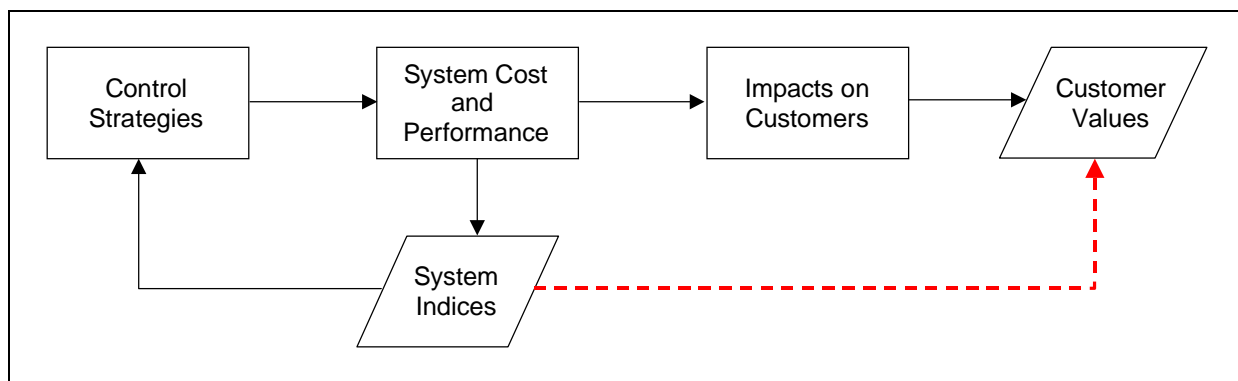 Control
Strategies
System Cost
and
Performance
Impacts on
Customers
Customer
Values
System
Indices